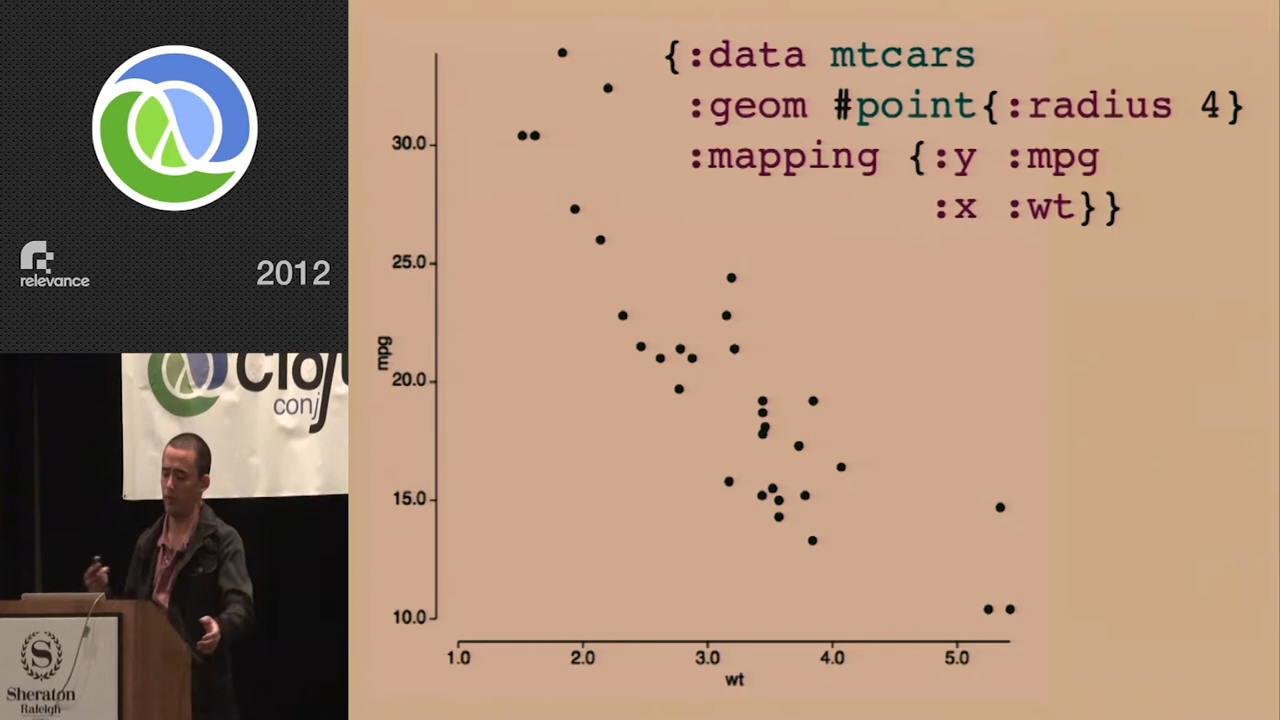 relevance
2012
{:data mtcars
:geom #point{:radius 4}
:mapping {:y :mpg
:x :wt}}
30.0
25.0
20.0
15.0
10.0
mpg
1.0 2.0 3.0 4.0 5.0
wt
conj
S
Sheraton
Raleigh